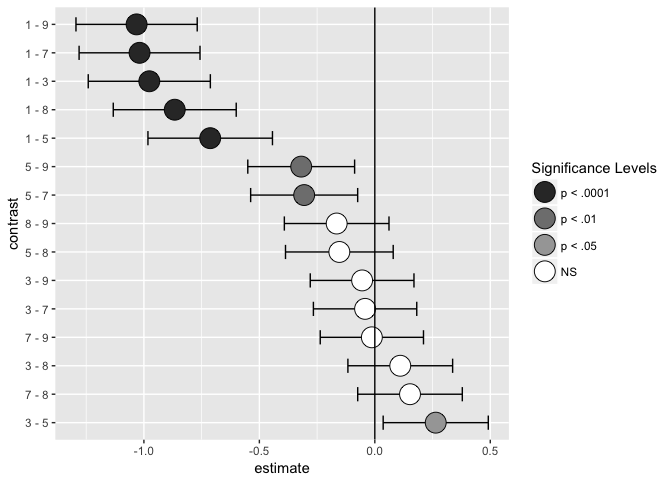 1 - 9
1 - 7
1 - 3
1 - 8
1 - 5
5 - 9
5 - 7
8 - 9
5 - 8
3 - 9
3 - 7
7 - 9
3 - 8
7 - 8
3 - 5
contrast
-1.0 -0.5 0.0 0.5
estimate
Significance Levels
p < .0001
p < .01
p < .05
NS